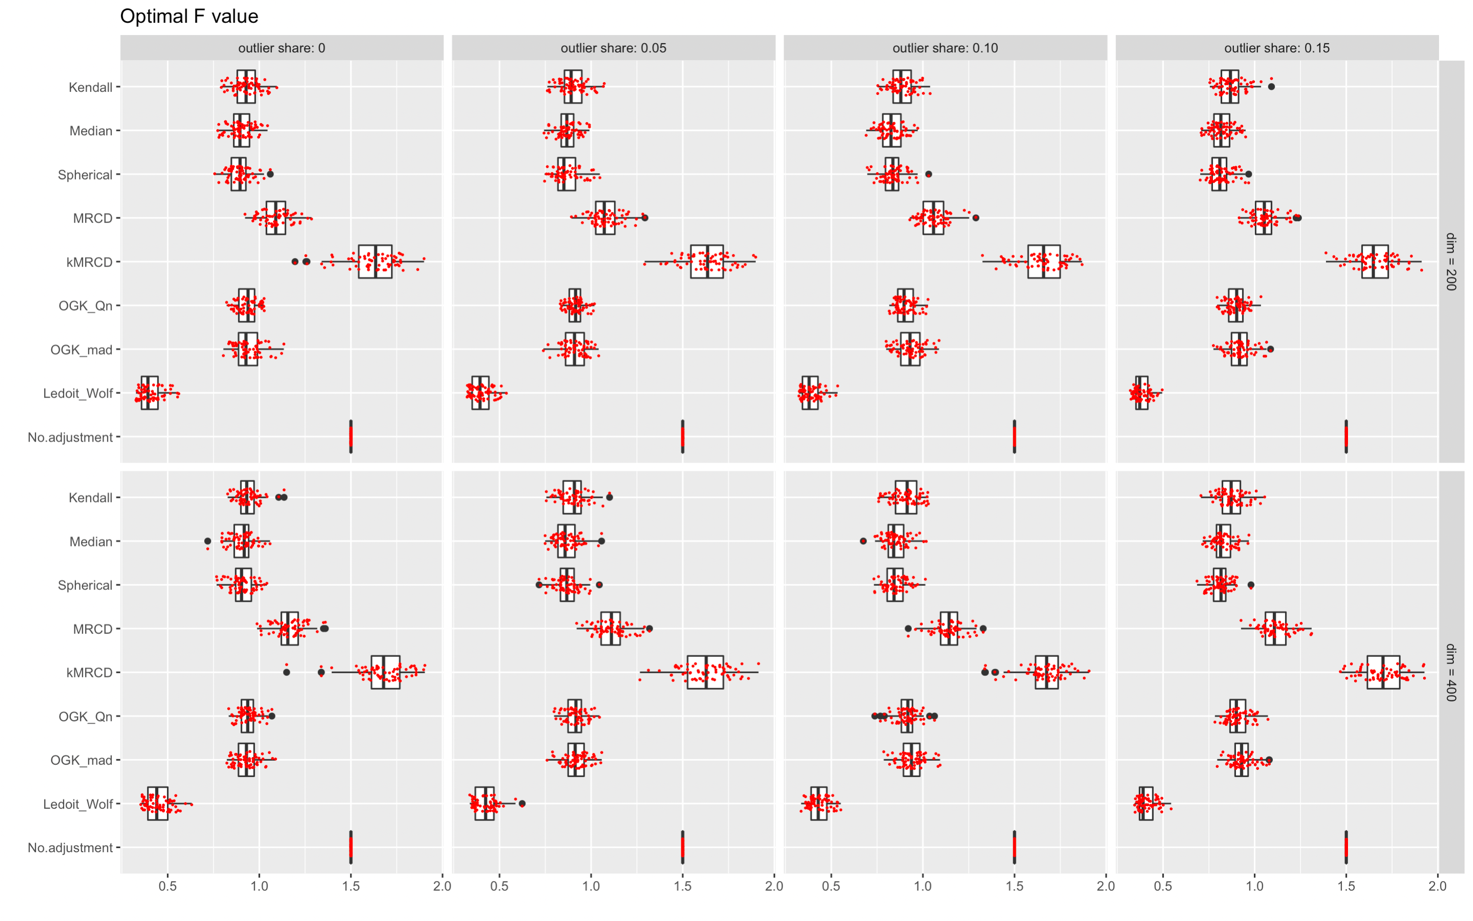 Optimal F value
outlier share: 0
outlier share: 0.05
outlier share: 0.10
outlier share: 0.15
Kendall
Median
Spherical
MRCD
kMRCD
OGK_Qn
OGK_mad
Ledoit_Wolf
No.adjustment
dim = 200
Kendall
Median
Spherical
MRCD
kMRCD
OGK_Qn
OGK_mad
Ledoit_Wolf
No.adjustment
dim = 400
0.5 1.0 1.5 2.0 0.5 1.0 1.5 2.0 0.5 1.0 1.5 2.0 0.5 1.0 1.5 2.0